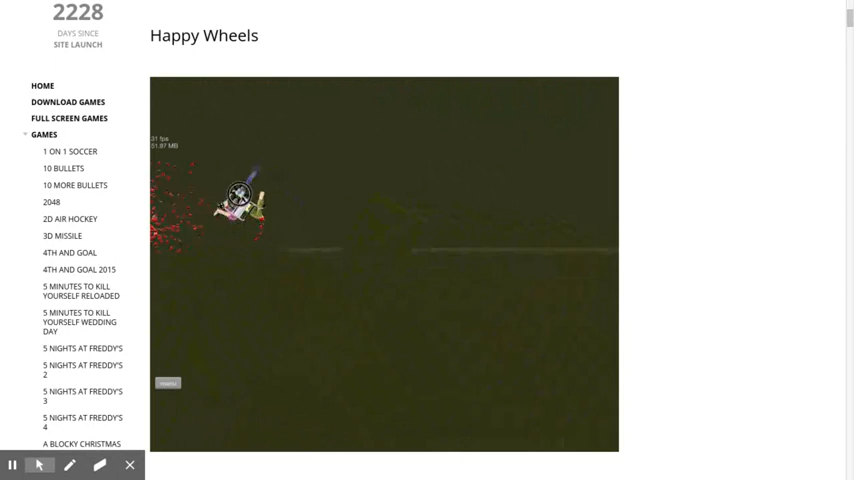 2228
DAYS SINCE
SITE LAUNCH
Happy Wheels
HOME
DOWNLOAD GAMES
FULL SCREEN GAMES
GAMES
1 ON 1 SOCCER
10 BULLETS
10 MORE BULLETS
2048
2D AIR HOCKEY
3D MISSILE
4TH AND GOAL
4TH AND GOAL 2015
5 MINUTES TO KILL
YOURSELF RELOADED
5 MINUTES TO KILL
YOURSELF WEDDING
DAY
5 NIGHTS AT FREDDY'S
5 NIGHTS AT FREDDY'S
2
5 NIGHTS AT FREDDY'S
3
5 NIGHTS AT FREDDY'S
4
A BLOCKY CHRISTMAS
31 fps
51.97 MB